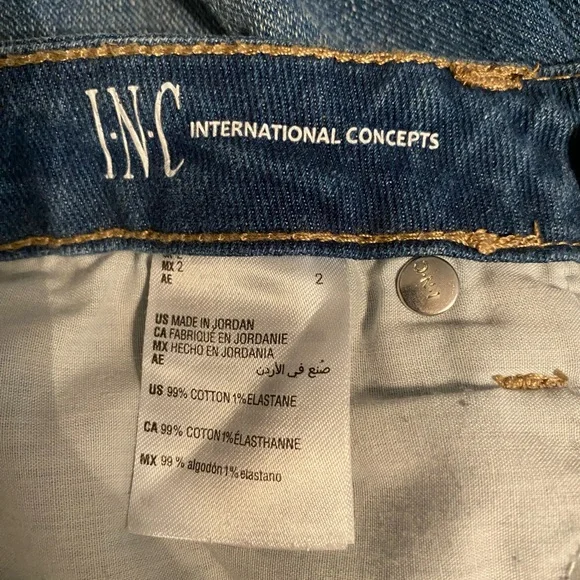 I·N·C INTERNATIONAL CONCEPTS
MX 2
AE 2
US MADE IN JORDAN
CA FABRIQUÉ EN JORDANIE
MX HECHO EN JORDANIA
AE صنع في الأردن
US 99% COTTON 1% ELASTANE
CA 99% COTON 1% ÉLASTHANNE
MX 99 % algodón 1% elastano